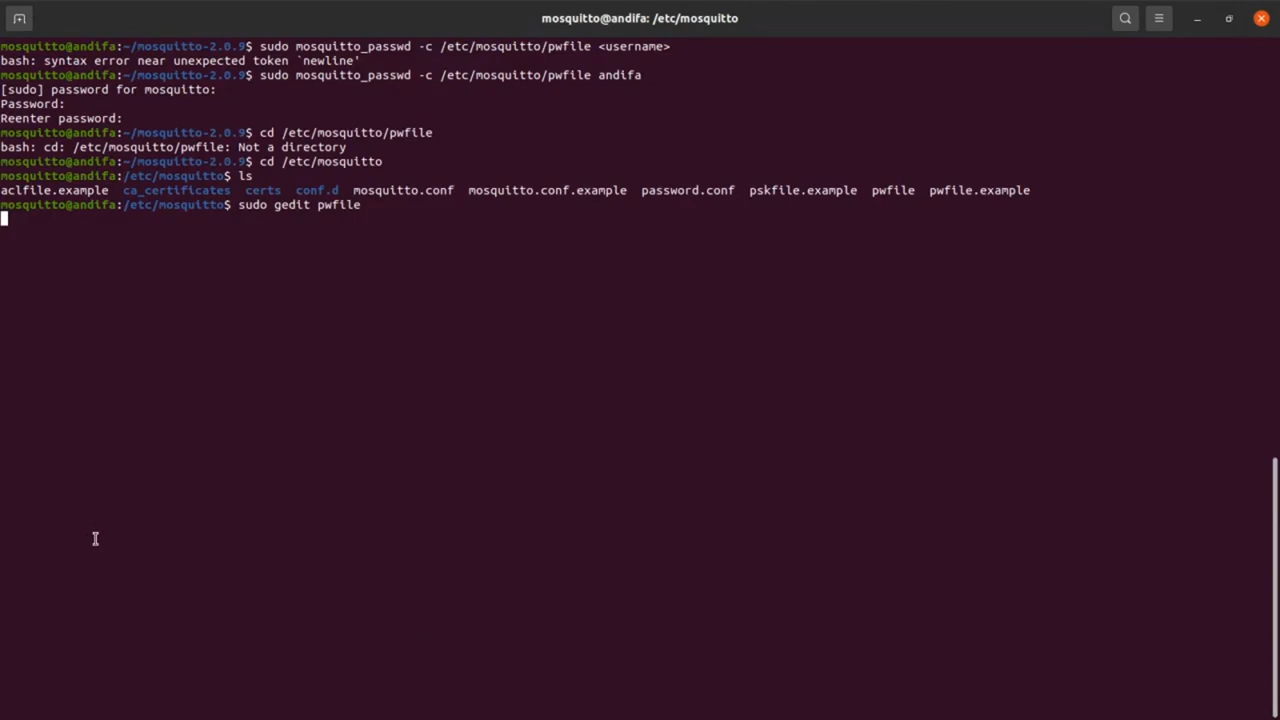 mosquitto@andifa: /etc/mosquitto
mosquitto@andifa:~/mosquitto-2.0.9$ sudo mosquitto_passwd -c /etc/mosquitto/pwfile <username>
bash: syntax error near unexpected token `newline'
mosquitto@andifa:~/mosquitto-2.0.9$ sudo mosquitto_passwd -c /etc/mosquitto/pwfile andifa
[sudo] password for mosquitto:
Password:
Reenter password:
mosquitto@andifa:~/mosquitto-2.0.9$ cd /etc/mosquitto/pwfile
bash: cd: /etc/mosquitto/pwfile: Not a directory
mosquitto@andifa:~/mosquitto-2.0.9$ cd /etc/mosquitto
mosquitto@andifa:/etc/mosquitto$ ls
aclfile.example  ca_certificates  certs  conf.d  mosquitto.conf  mosquitto.conf.example  password.conf  pskfile.example  pwfile  pwfile.example
mosquitto@andifa:/etc/mosquitto$ sudo gedit pwfile